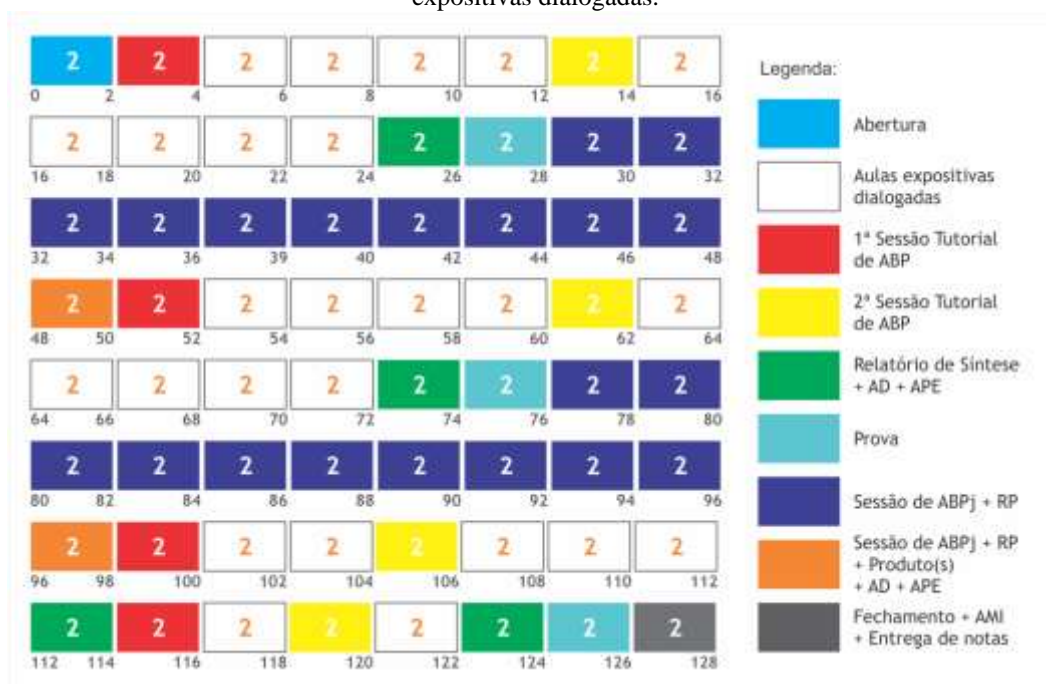 expositivas dialogadas.
2 2 2 2 2 2 2 2
0 2 4 6 8 10 12 14 16
2 2 2 2 2 2 2 2
16 18 20 22 24 26 28 30 32
2 2 2 2 2 2 2 2
32 34 36 39 40 42 44 46 48
2 2 2 2 2 2 2 2
48 50 52 54 56 58 60 62 64
2 2 2 2 2 2 2 2
64 66 68 70 72 74 76 78 80
2 2 2 2 2 2 2 2
80 82 84 86 88 90 92 94 96
2 2 2 2 2 2 2 2
96 98 100 102 104 106 108 110 112
2 2 2 2 2 2 2 2
112 114 116 118 120 122 124 126 128
Legenda:
Abertura
Aulas expositivas
dialogadas
1ª Sessão Tutorial
de ABP
2ª Sessão Tutorial
de ABP
Relatório de Síntese
+ AD + APE
Prova
Sessão de ABPj + RP
Sessão de ABPj + RP
+ Produto(s)
+ AD + APE
Fechamento + AMI
+ Entrega de notas